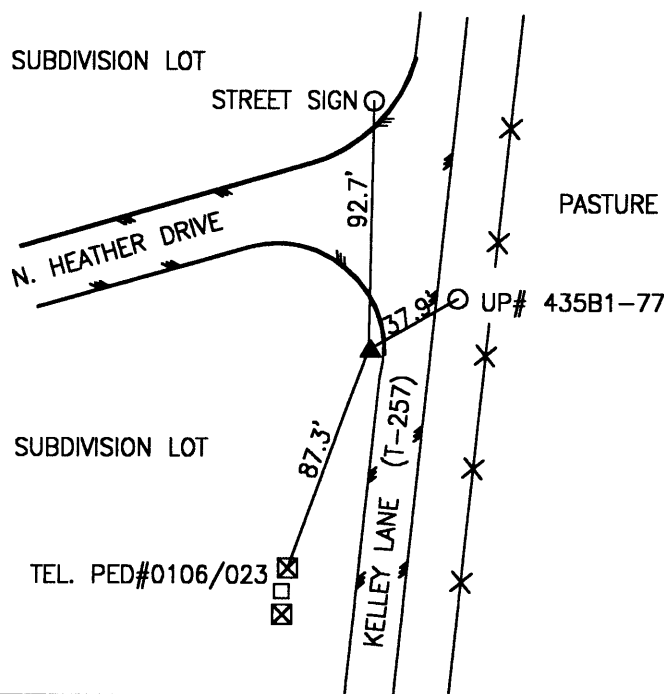 SUBDIVISION LOT
STREET SIGN
92.7'
PASTURE
N. HEATHER DRIVE
37.9'
UP# 435B1-77
SUBDIVISION LOT
87.3'
KELLEY LANE (T-257)
TEL. PED#0106/023